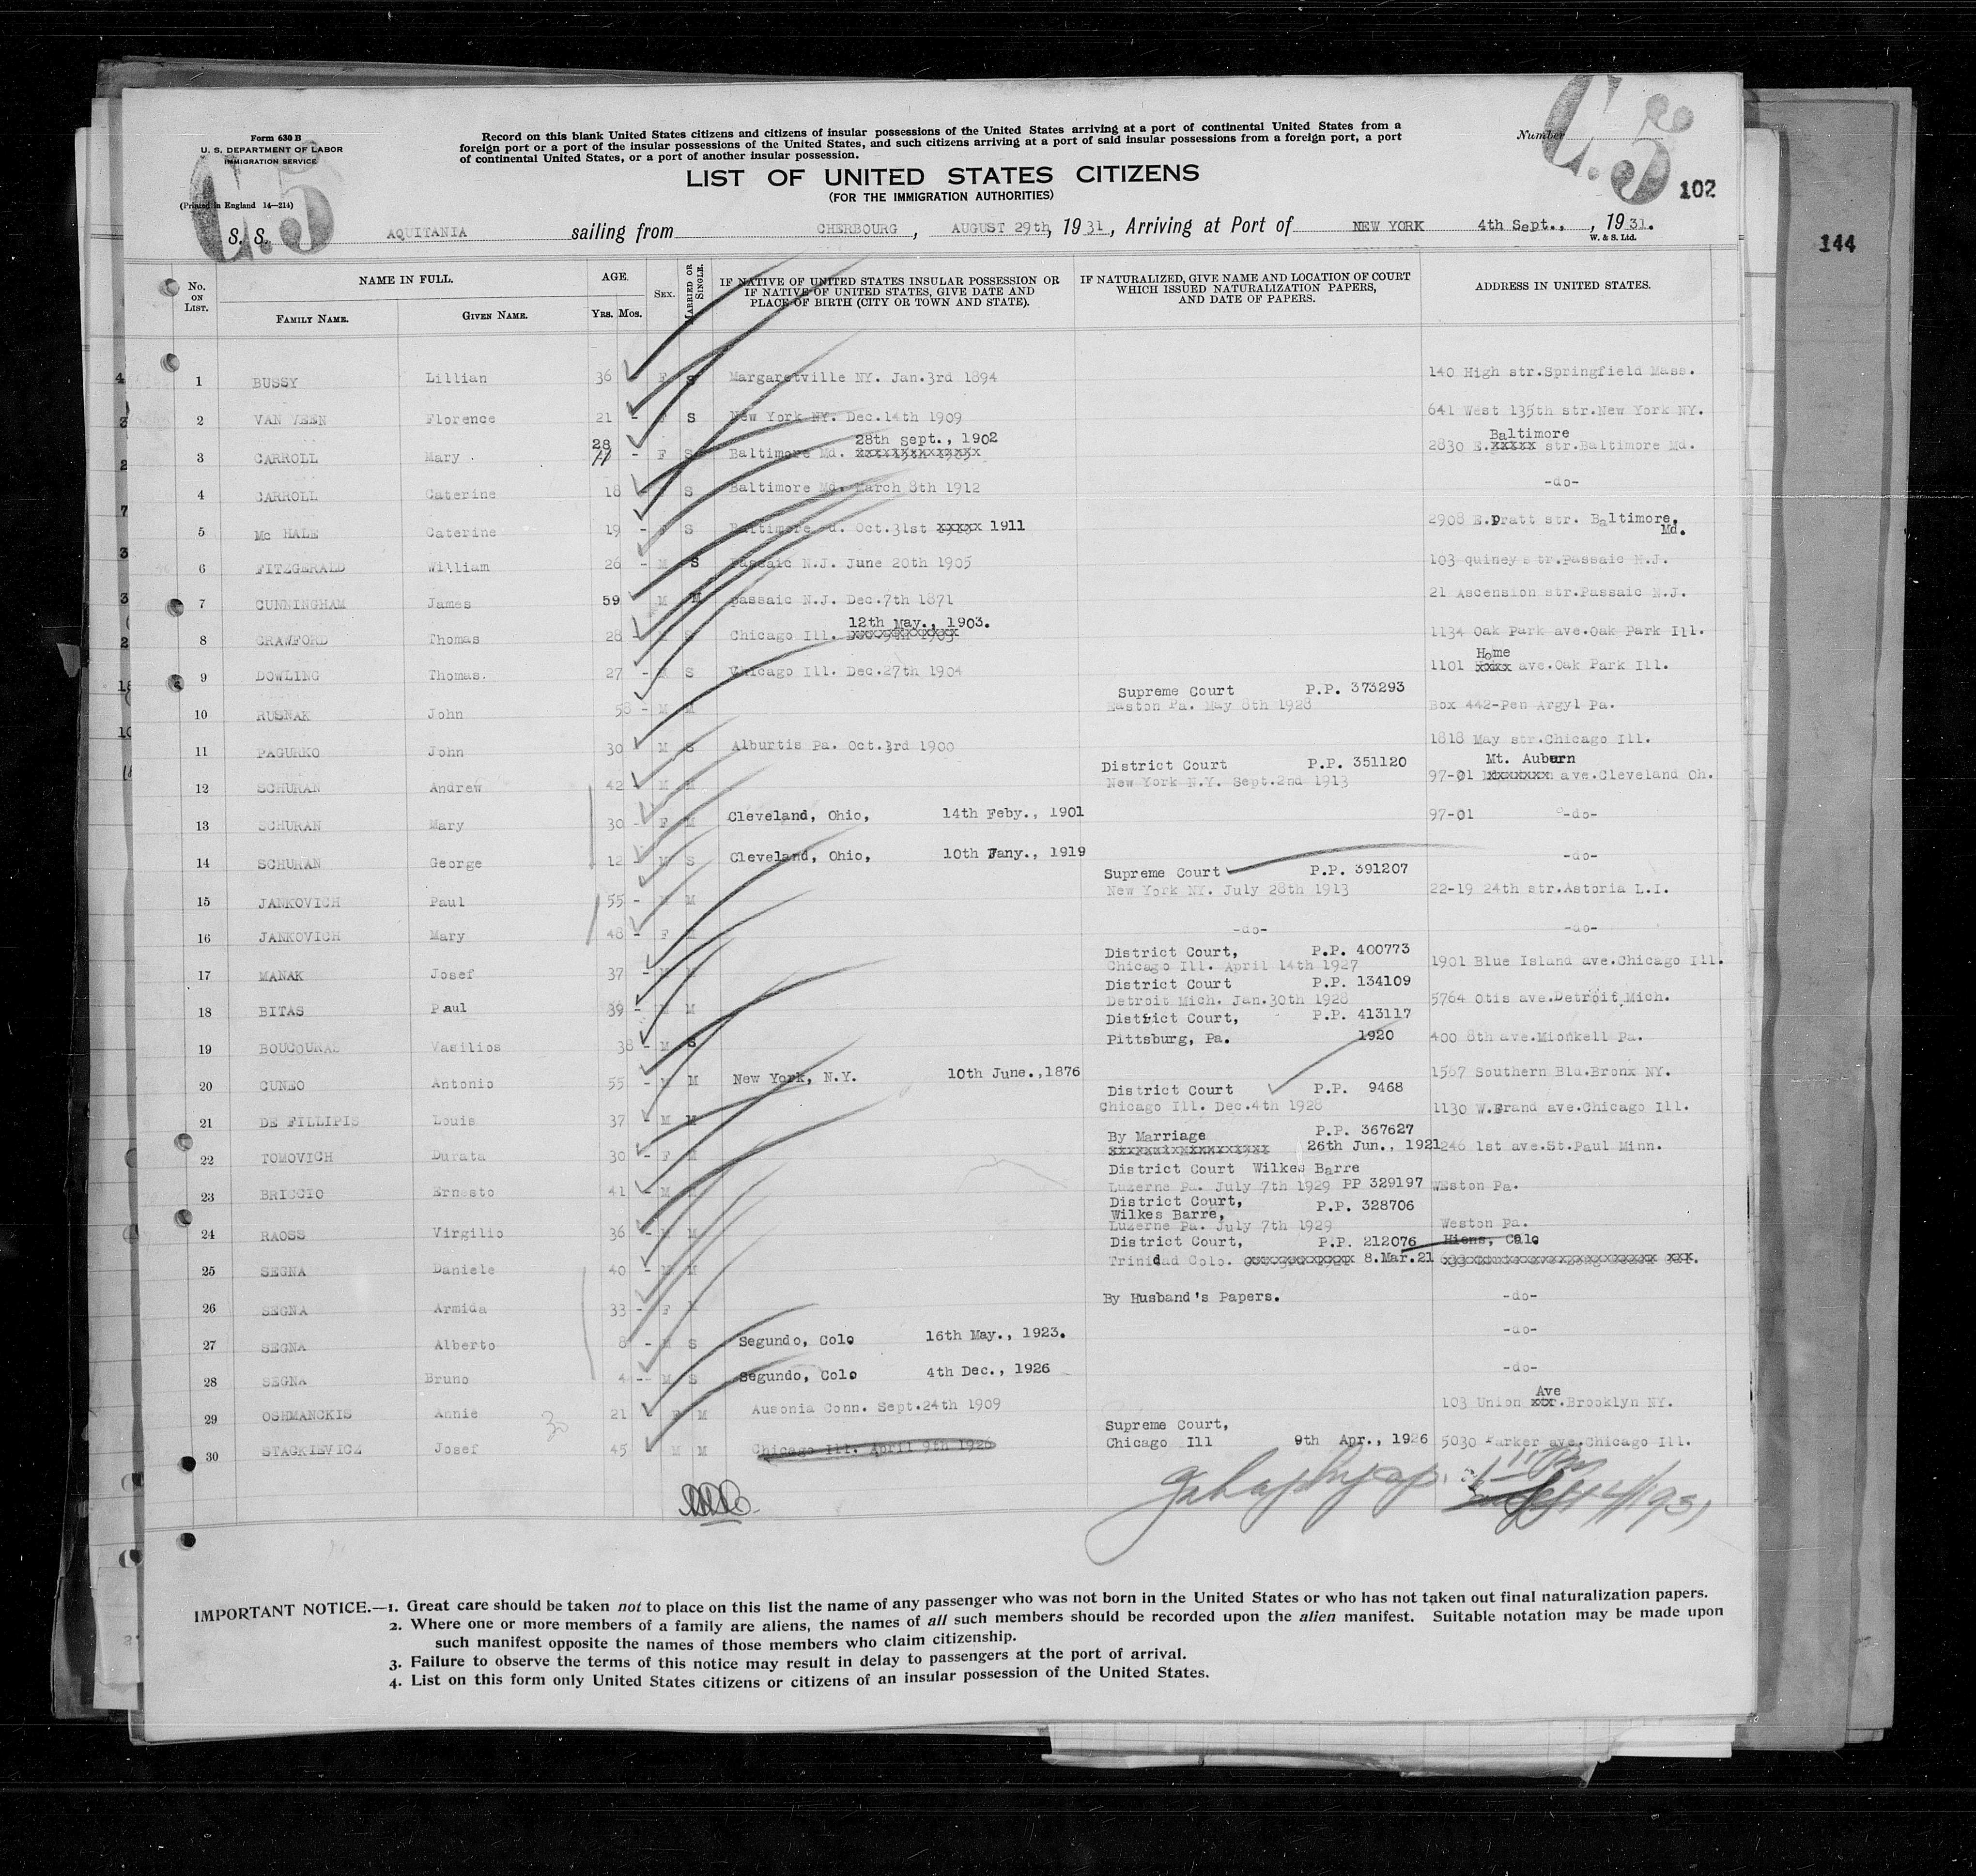 Form 630 B
U. S. DEPARTMENT OF LABOR
IMMIGRATION SERVICE
(Printed in England 14—214)
Record on this blank United States citizens and citizens of insular possessions of the United States arriving at a port of continental United States from a
foreign port or a port of the insular possessions of the United States, and such citizens arriving at a port of said insular possessions from a foreign port, a port
of continental United States, or a port of another insular possession.
LIST OF UNITED STATES CITIZENS
(FOR THE IMMIGRATION AUTHORITIES)
Number
C5
C5
102
144
S. S. AQUITANIA sailing from CHERBOURG, AUGUST 29th, 1931, Arriving at Port of NEW YORK 4th Sept., , 1931.
W. & S. Ltd.
No. ON LIST. NAME IN FULL. AGE. SEX. MARRIED OR SINGLE. IF NATIVE OF UNITED STATES INSULAR POSSESSION OR IF NATIVE OF UNITED STATES, GIVE DATE AND PLACE OF BIRTH (CITY OR TOWN AND STATE). IF NATURALIZED, GIVE NAME AND LOCATION OF COURT WHICH ISSUED NATURALIZATION PAPERS, AND DATE OF PAPERS. ADDRESS IN UNITED STATES.
FAMILY NAME. GIVEN NAME. YRS. MOS.
1 BUSSY Lillian 36 - F S Margaretville NY. Jan.3rd 1894 140 High str.Springfield Mass.
2 VAN VEEN Florence 21 - F S New York NY. Dec.14th 1909 641 West 135th str.New York NY.
28 28th sept., 1902 Baltimore
3 CARROLL Mary - F S Baltimore Md. 2830 E.xxxxx str.Baltimore Md.
4 CARROLL Caterine 18 - F S Baltimore Md. March 8th 1912 -do-
5 Mc HALE Caterine 19 - F S Baltimore Md. Oct.31st xxxxx 1911 2908 E.Pratt str. Baltimore.
Md.
6 FITZGERALD William 26 - M S Passaic N.J. June 20th 1905 103 quincy str.Passaic N.J.
7 CUNNINGHAM James 59 M M passaic N.J. Dec.7th 1871 21 Ascension str.Passaic N.J.
12th May., 1903.
8 CRAWFORD Thomas 28 - S Chicago Ill. 1134 Oak Park ave.Oak Park Ill.
Home
9 DOWLING Thomas. 27 - S Chicago Ill. Dec.27th 1904 1101 xxxx ave.Oak Park Ill.
Supreme Court P.P. 373293
10 RUSNAK John 58 - M M Easton Pa. May 8th 1928 Box 442-Pen Argyl Pa.
11 PAGURKO John 30 M S Alburtis Pa. Oct.3rd 1900 1818 May str.Chicago Ill.
District Court P.P. 351120 Mt. Auburn
12 SCHURAN Andrew 42 M M New York N.Y. Sept.2nd 1913 97-01 ave.Cleveland Oh.
13 SCHURAN Mary 30 - F M Cleveland, Ohio, 14th Feby., 1901 97-01 -do-
14 SCHURAN George 12 - M S Cleveland, Ohio, 10th Jany., 1919 -do-
Supreme Court P.P. 391207
15 JANKOVICH Paul 55 - M New York NY. July 28th 1913 22-19 24th str.Astoria L.I.
16 JANKOVICH Mary 48 - F -do- -do-
District Court, P.P. 400773
17 MANAK Josef 37 - Chicago Ill. April 14th 1927 1901 Blue Island ave.Chicago Ill.
District Court P.P. 134109
18 BITAS Paul 39 - M Detroit Mich. Jan.30th 1928 5764 Otis ave.Detroit,Mich.
District Court, P.P. 413117
19 BOUCOURAS Vasilios 38 - M S Pittsburg, Pa. 1920 400 8th ave. Pa.
20 CUNEO Antonio 55 - M M New York, N.Y. 10th June.,1876 1567 Southern Bld.Bronx NY.
District Court P.P. 9468
21 DE FILLIPIS Louis 37 - M M Chicago Ill. Dec.4th 1928 1130 W.Grand ave.Chicago Ill.
By Marriage P.P. 367627
22 TOMOVICH Durata 30 - F M 26th Jun., 1921 246 1st ave.St.Paul Minn.
District Court Wilkes Barre
23 BRICCIO Ernesto 41 - M Luzerne Pa. July 7th 1929 PP 329197 WEston Pa.
District Court, P.P. 328706
Wilkes Barre,
24 RAOSS Virgilio 36 - M M Luzerne Pa. July 7th 1929 Weston Pa.
District Court, P.P. 212076 Hions, Colo
25 SEGNA Daniele 40 - M M Trinidad Colo. 8.Mar.21
26 SEGNA Armida 33 - F By Husband's Papers. -do-
27 SEGNA Alberto 8 - M S Segundo, Colo 16th May., 1923. -do-
28 SEGNA Bruno 4 - M S Segundo, Colo 4th Dec., 1926 -do-
Ave
29 OSHMANCKIS Annie 21 - F M Ausonia Conn. Sept.24th 1909 103 Union xxx.Brooklyn NY.
30
Supreme Court,
30 STACKIEVICZ Josef 45 M M Chicago Ill. April 9th 1926 Chicago Ill 9th Apr., 1926 5030 Parker ave.Chicago Ill.
IMPORTANT NOTICE.—1. Great care should be taken not to place on this list the name of any passenger who was not born in the United States or who has not taken out final naturalization papers.
2. Where one or more members of a family are aliens, the names of all such members should be recorded upon the alien manifest. Suitable notation may be made upon
such manifest opposite the names of those members who claim citizenship.
3. Failure to observe the terms of this notice may result in delay to passengers at the port of arrival.
4. List on this form only United States citizens or citizens of an insular possession of the United States.